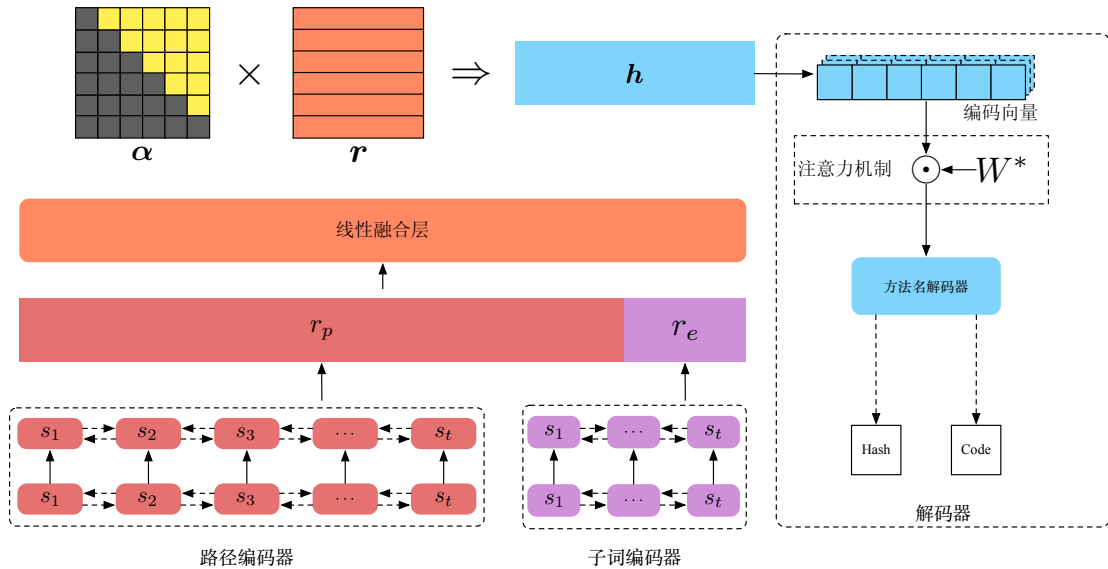 × ⇒ h
α r
编码向量
注意力机制 W*
线性融合层
方法名解码器
r_p r_e
s_1 s_2 s_3 ... s_t s_1 ... s_t
Hash Code
s_1 s_2 s_3 ... s_t s_1 ... s_t
解码器
路径编码器 子词编码器